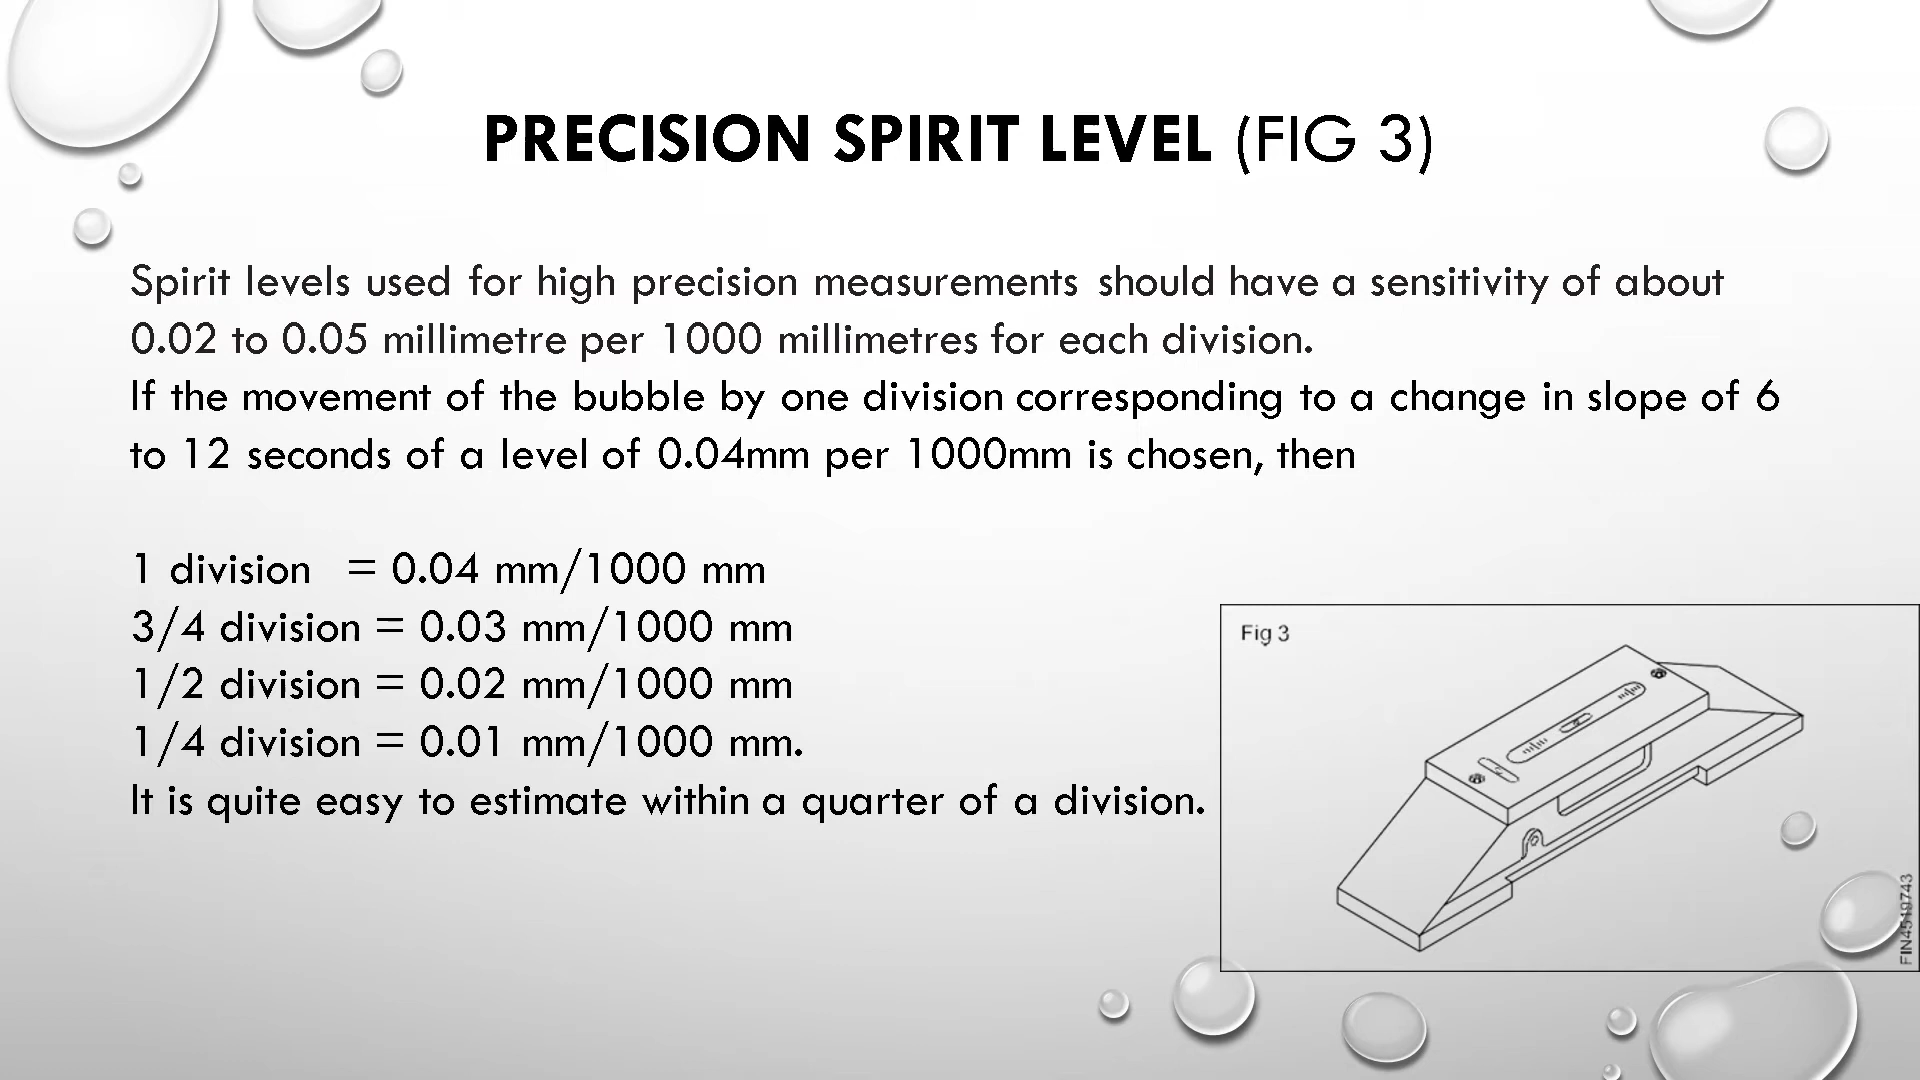 PRECISION SPIRIT LEVEL (FIG 3)
Spirit levels used for high precision measurements should have a sensitivity of about
0.02 to 0.05 millimetre per 1000 millimetres for each division.
If the movement of the bubble by one division corresponding to a change in slope of 6
to 12 seconds of a level of 0.04mm per 1000mm is chosen, then
1 division = 0.04 mm/1000 mm
3/4 division = 0.03 mm/1000 mm
1/2 division = 0.02 mm/1000 mm
1/4 division = 0.01 mm/1000 mm.
It is quite easy to estimate within a quarter of a division.
Fig 3
FIN4519743